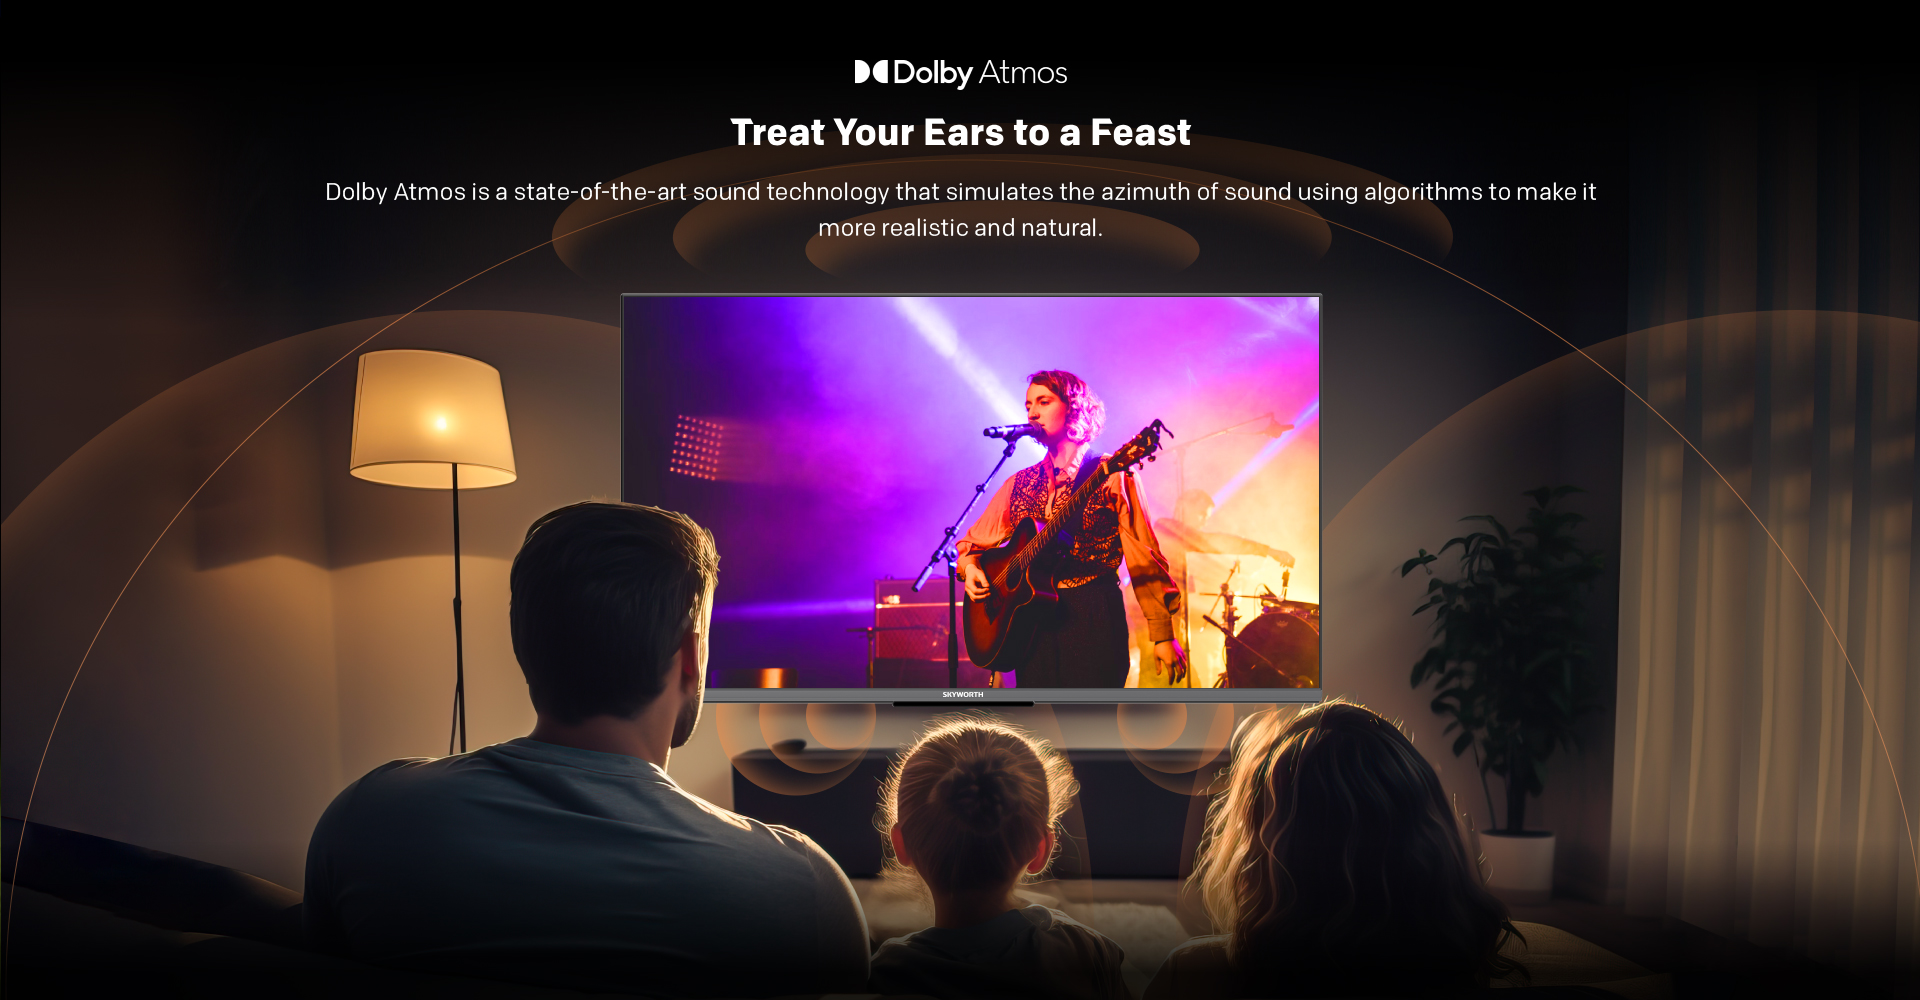 Dolby Atmos
Treat Your Ears to a Feast
Dolby Atmos is a state-of-the-art sound technology that simulates the azimuth of sound using algorithms to make it
more realistic and natural.
SKYWORTH